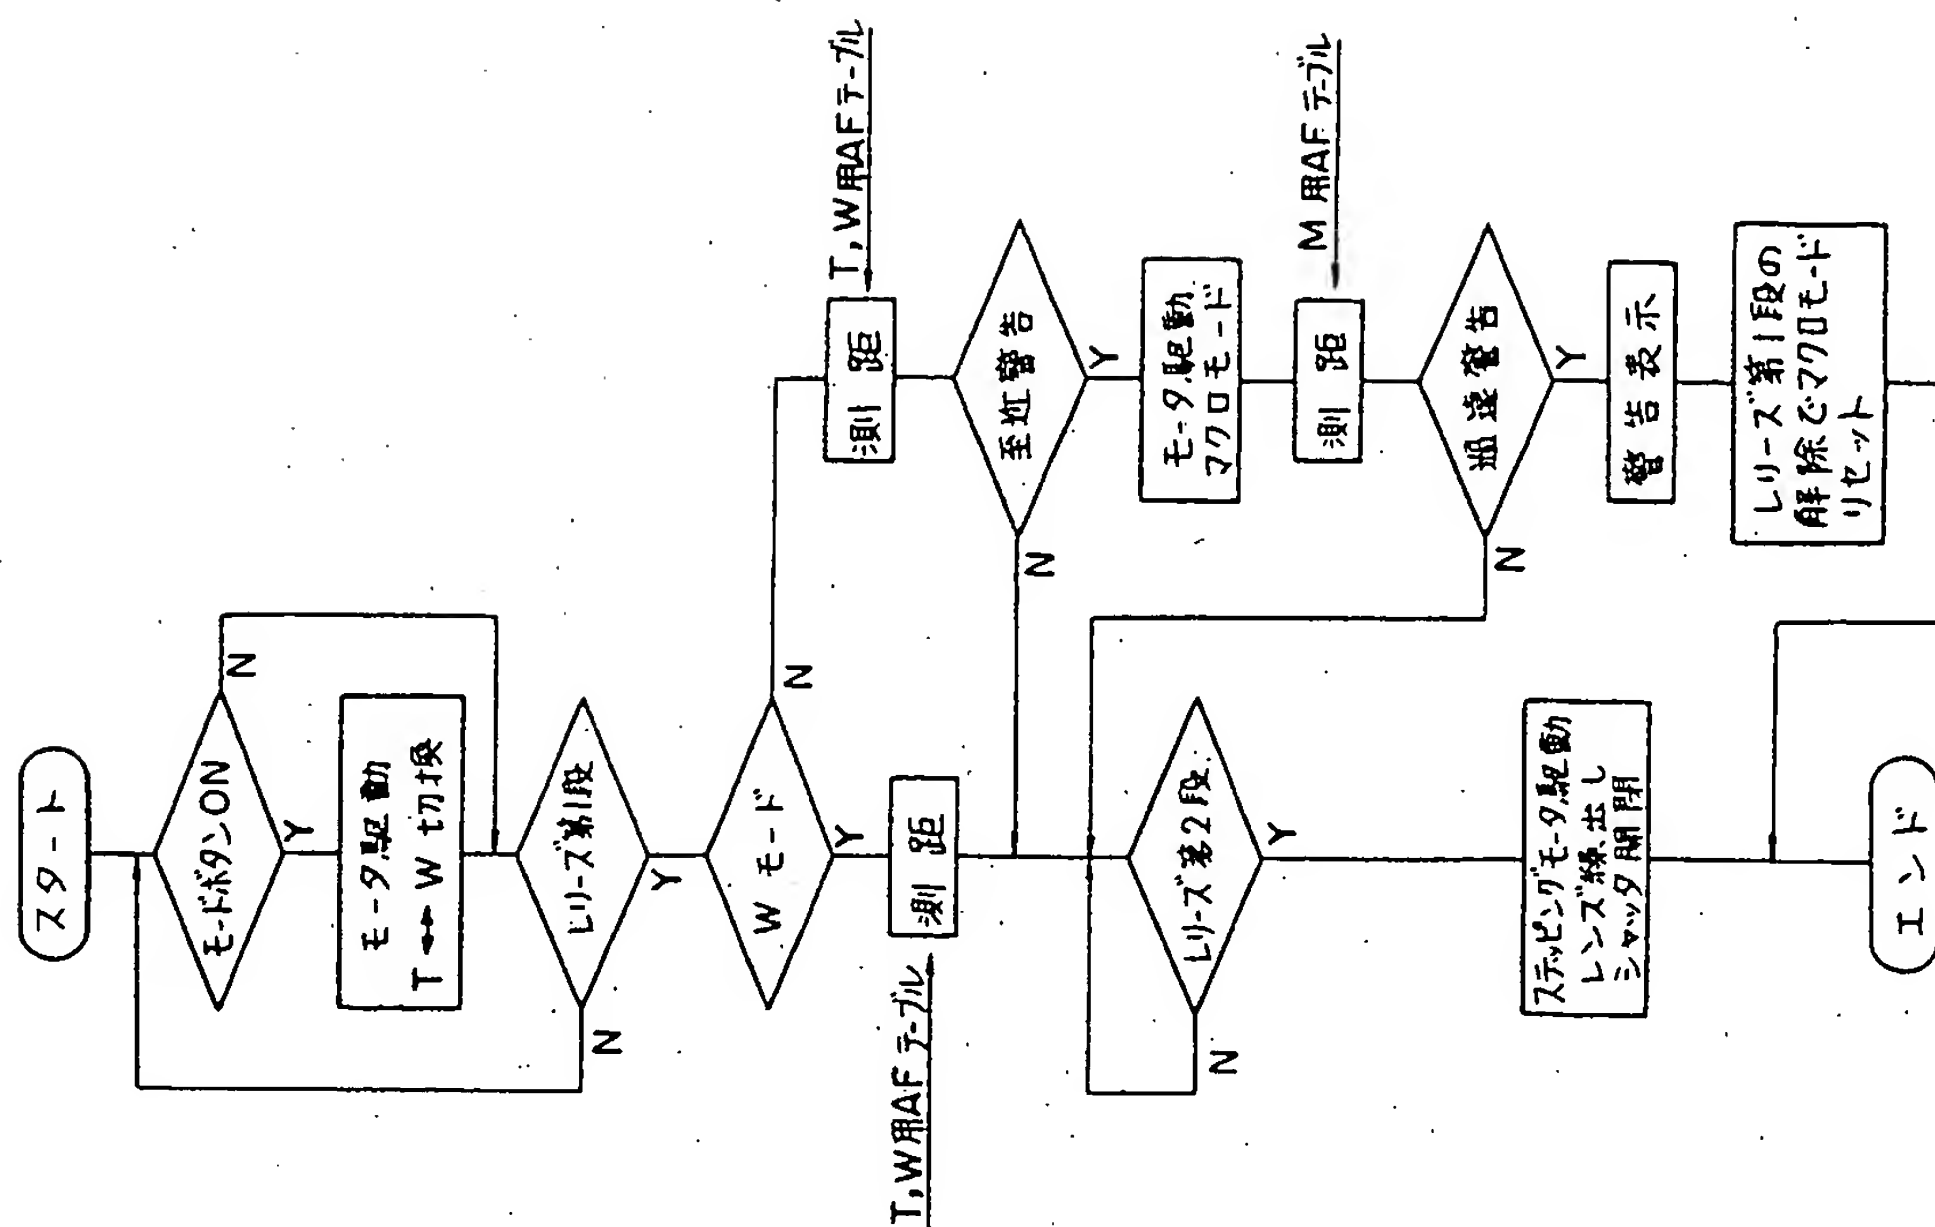 スタート
モードボタンON
Y
N
モータ駆動
T↔W 切換
レリーズ第1段
Y
N
W モード
Y
N
T,W用AFテーブル
測 距
レリーズ第2段
Y
N
ステッピングモータ駆動
レンズ繰出し
シャッタ開閉
エンド
T,W用AFテーブル
測 距
至近警告
Y
N
モータ駆動
マクロモード
M 用AFテーブル
測 距
過遠警告
Y
N
警告表示
レリーズ第1段の
解除でマクロモード
リセット